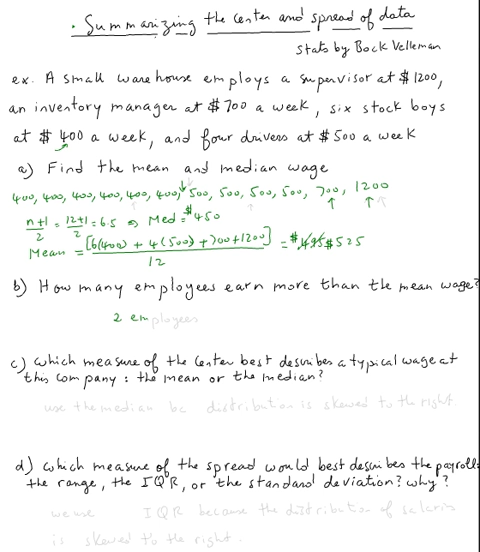 • Summarizing the center and spread of data
stats by Bock Velleman
ex. A small warehouse employs a supervisor at $1200,
an inventory manager at $700 a week, six stock boys
at $400 a week, and four drivers at $500 a week
a) Find the mean and median wage
400, 400, 400, 400, 400, 400, 500, 500, 500, 500, 700, 1200
n+1/2 = 12+1/2 = 6.5 ⇒ Med = $450
Mean = [6(400) + 4(500) + 700+1200]/12 = $495 $525
b) How many employees earn more than the mean wage?
2 employees
c) which measure of the center best describes a typical wage at
this company: the mean or the median?
use the median bc distribution is skewed to the right
d) which measure of the spread would best describes the payroll:
the range, the IQR, or the standard deviation? why?
we use IQR because the distribution of salaries
is skewed to the right.